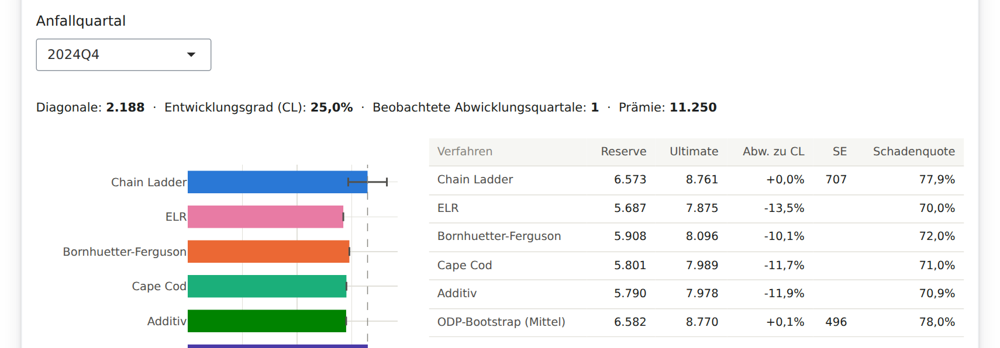 Anfallquartal
2024Q4
Diagonale: 2.188 · Entwicklungsgrad (CL): 25,0% · Beobachtete Abwicklungsquartale: 1 · Prämie: 11.250
Chain Ladder
ELR
Bornhuetter-Ferguson
Cape Cod
Additiv
Verfahren Reserve Ultimate Abw. zu CL SE Schadenquote
Chain Ladder 6.573 8.761 +0,0% 707 77,9%
ELR 5.687 7.875 -13,5% 70,0%
Bornhuetter-Ferguson 5.908 8.096 -10,1% 72,0%
Cape Cod 5.801 7.989 -11,7% 71,0%
Additiv 5.790 7.978 -11,9% 70,9%
ODP-Bootstrap (Mittel) 6.582 8.770 +0,1% 496 78,0%